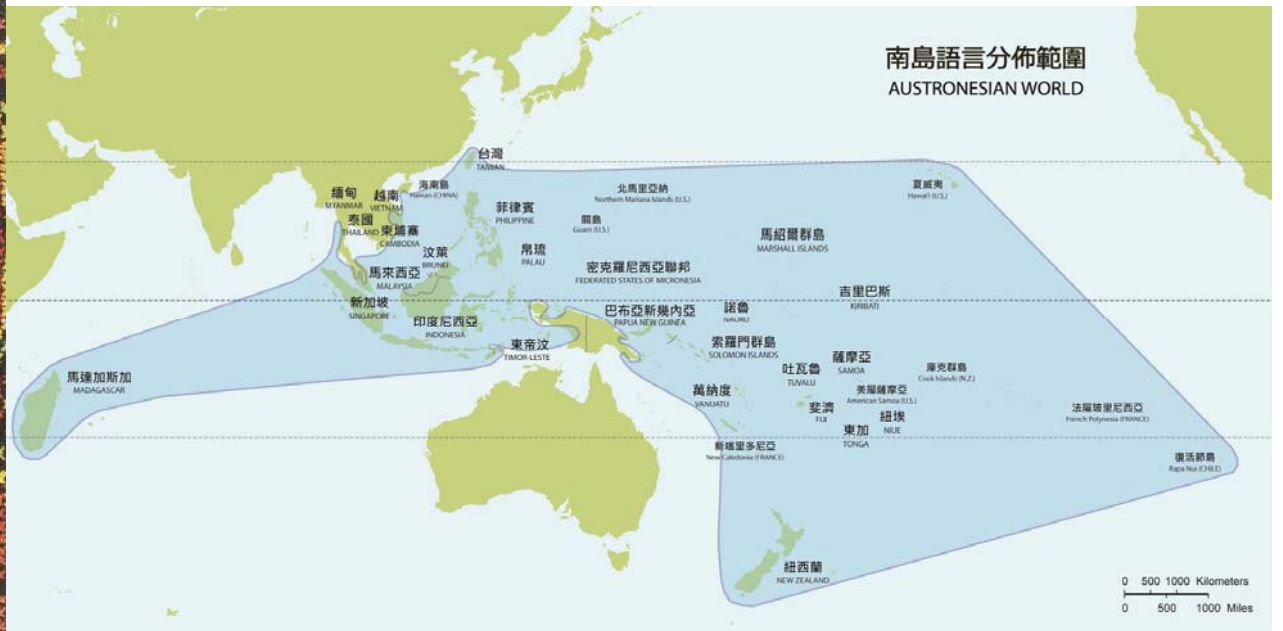 南島語言分佈範圍
AUSTRONESIAN WORLD
台灣
TAIWAN
緬甸
MYANMAR
越南
VIETNAM
海南島
Hainan (CHINA)
泰國
THAILAND
柬埔寨
CAMBODIA
菲律賓
PHILIPPINE
北馬里亞納
Northern Mariana Islands (U.S.)
關島
Guam (U.S.)
夏威夷
Hawai'i (U.S.)
馬紹爾群島
MARSHALL ISLANDS
汶萊
BRUNEI
帛琉
PALAU
馬來西亞
MALAYSIA
密克羅尼西亞聯邦
FEDERATED STATES OF MICRONESIA
新加坡
SINGAPORE
印度尼西亞
INDONESIA
巴布亞新幾內亞
PAPUA NEW GUINEA
諾魯
NAURU
吉里巴斯
KIRIBATI
東帝汶
TIMOR-LESTE
索羅門群島
SOLOMON ISLANDS
吐瓦魯
TUVALU
薩摩亞
SAMOA
庫克群島
Cook Islands (N.Z.)
馬達加斯加
MADAGASCAR
萬納度
VANUATU
美屬薩摩亞
American Samoa (U.S.)
斐濟
FIJI
紐埃
NIUE
東加
TONGA
法屬玻里尼西亞
French Polynesia (FRANCE)
新喀里多尼亞
New Caledonia (FRANCE)
復活節島
Rapa Nui (CHILE)
紐西蘭
NEW ZEALAND
0 500 1000 Kilometers
0 500 1000 Miles